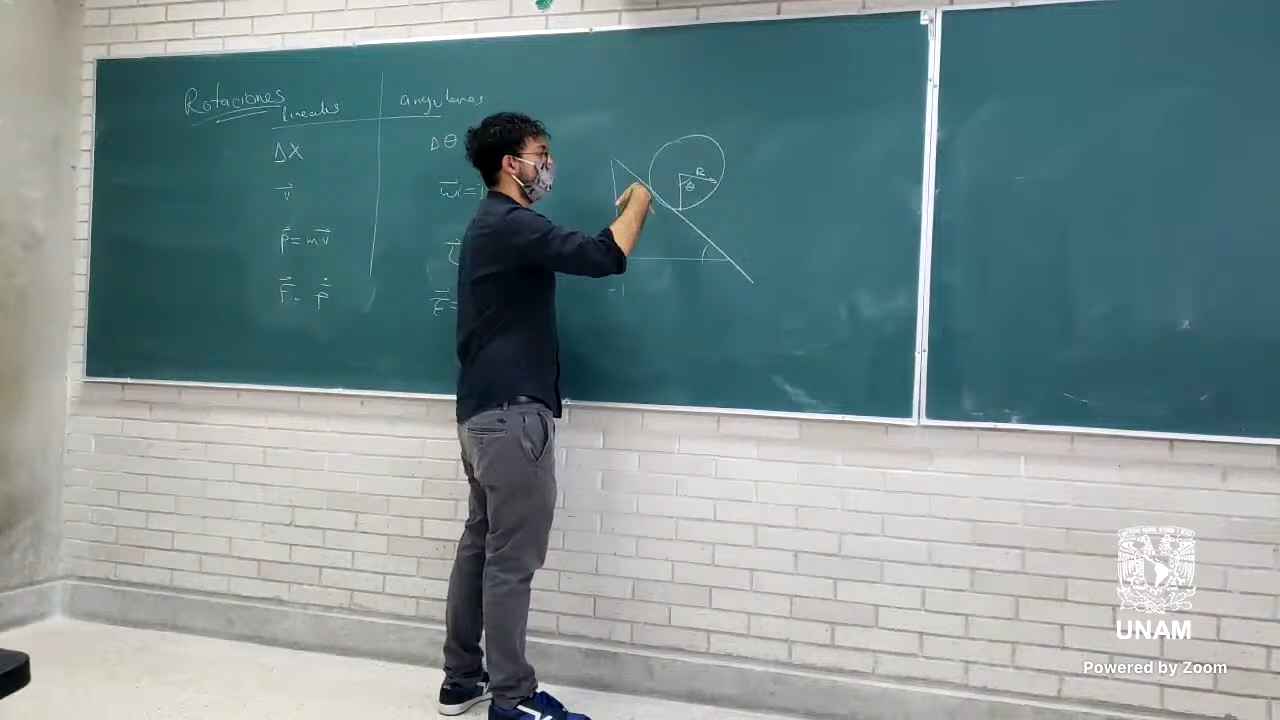 Rotaciones
lineales angulares
ΔX Δθ
v⃗ w⃗ =
p⃗ = mv⃗
F⃗ = ṗ⃗ τ⃗ =
R
θ
UNAM
Powered by Zoom